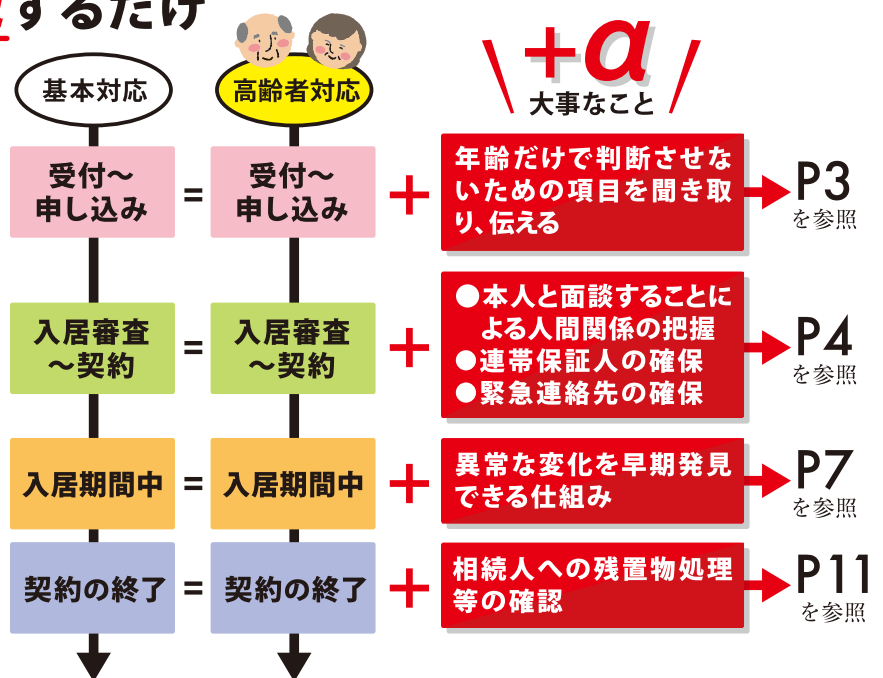 するだけ
基本対応
高齢者対応
+α
大事なこと
受付～
申し込み
=
受付～
申し込み
+
年齢だけで判断させな
いための項目を聞き取
り、伝える
P3
を参照
入居審査
～契約
=
入居審査
～契約
+
●本人と面談することに
よる人間関係の把握
●連帯保証人の確保
●緊急連絡先の確保
P4
を参照
入居期間中
=
入居期間中
+
異常な変化を早期発見
できる仕組み
P7
を参照
契約の終了
=
契約の終了
+
相続人への残置物処理
等の確認
P11
を参照